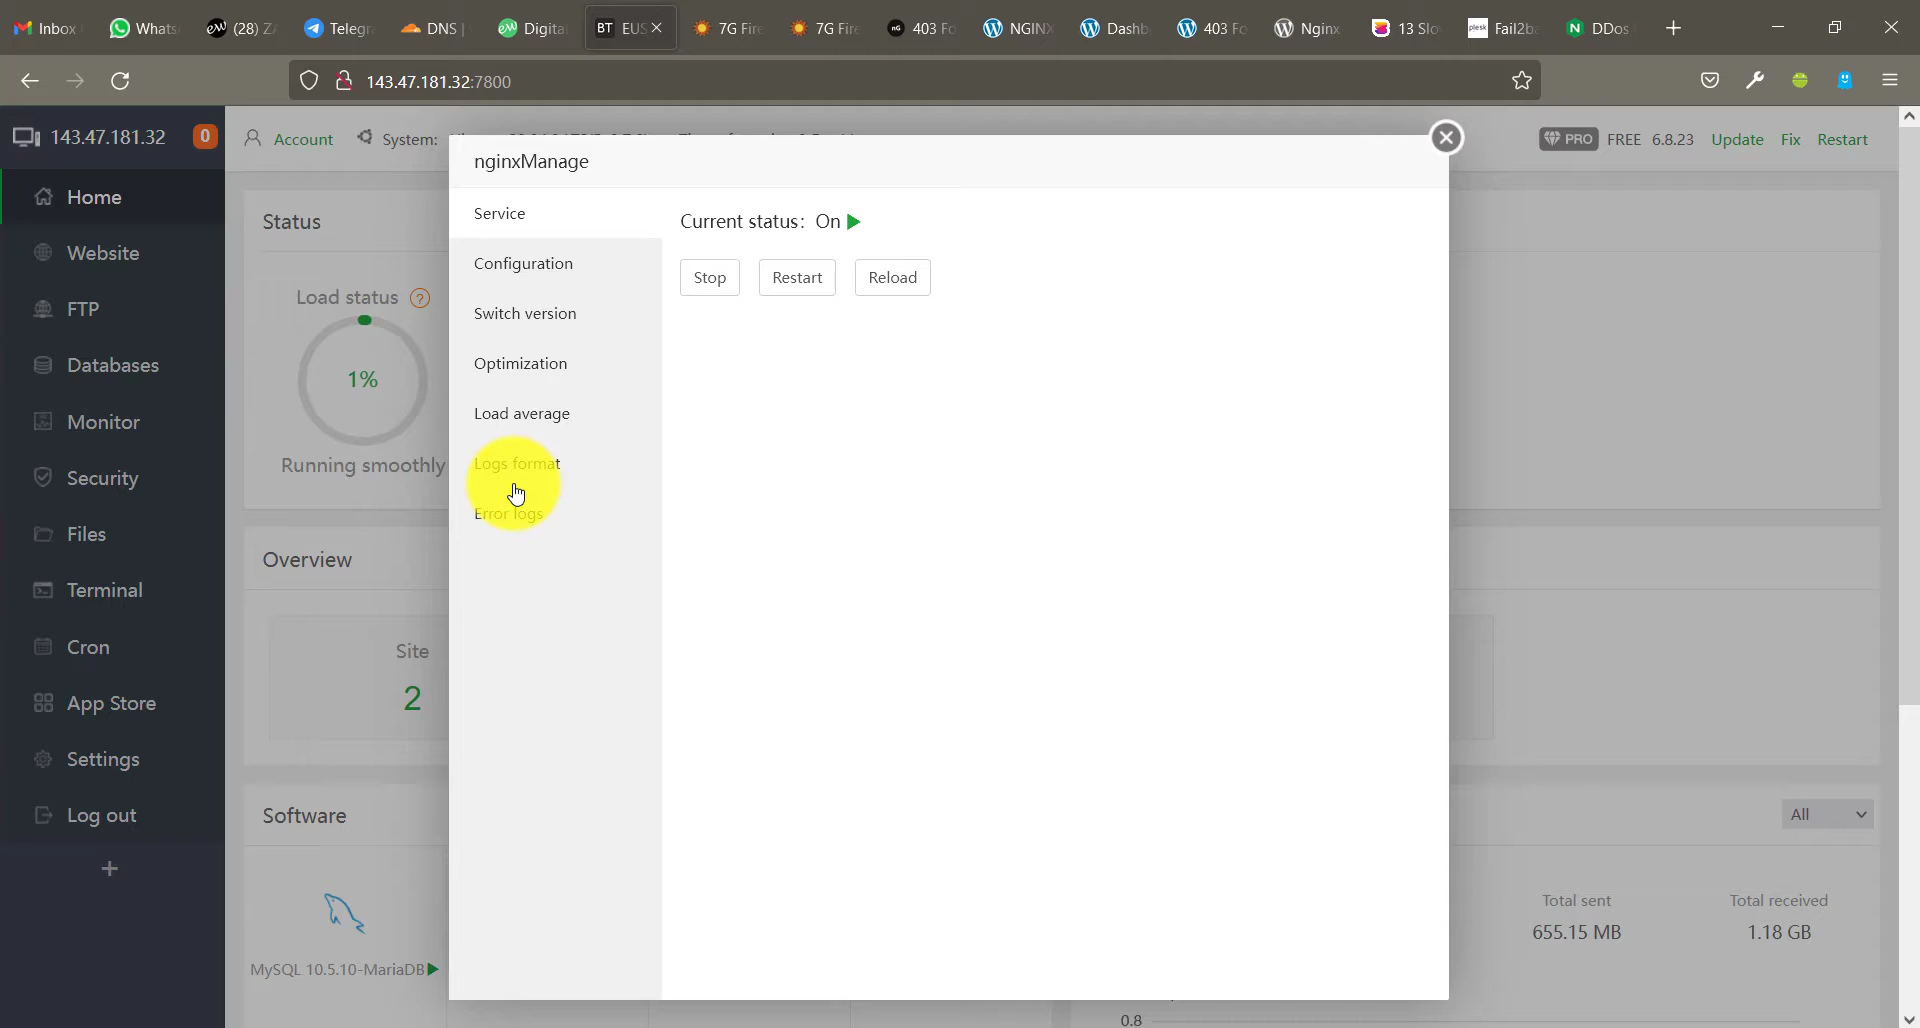 Inbox
Whats
(28) Z
Telegr
DNS |
Digita
BT EUS
7G Fire
7G Fire
403 Fo
NGINX
Dashb
403 Fo
Nginx
13 Slo
Fail2b
DDos
143.47.181.32:7800
143.47.181.32
0
Account
System:
PRO
FREE 6.8.23
Update
Fix
Restart
nginxManage
Home
Website
FTP
Databases
Monitor
Security
Files
Terminal
Cron
App Store
Settings
Log out
Status
Load status ?
1%
Running smoothly
Overview
Site
2
Software
MySQL 10.5.10-MariaDB
Service
Configuration
Switch version
Optimization
Load average
Logs format
Error logs
Current status: On
Stop
Restart
Reload
All
Total sent
655.15 MB
Total received
1.18 GB
0.8